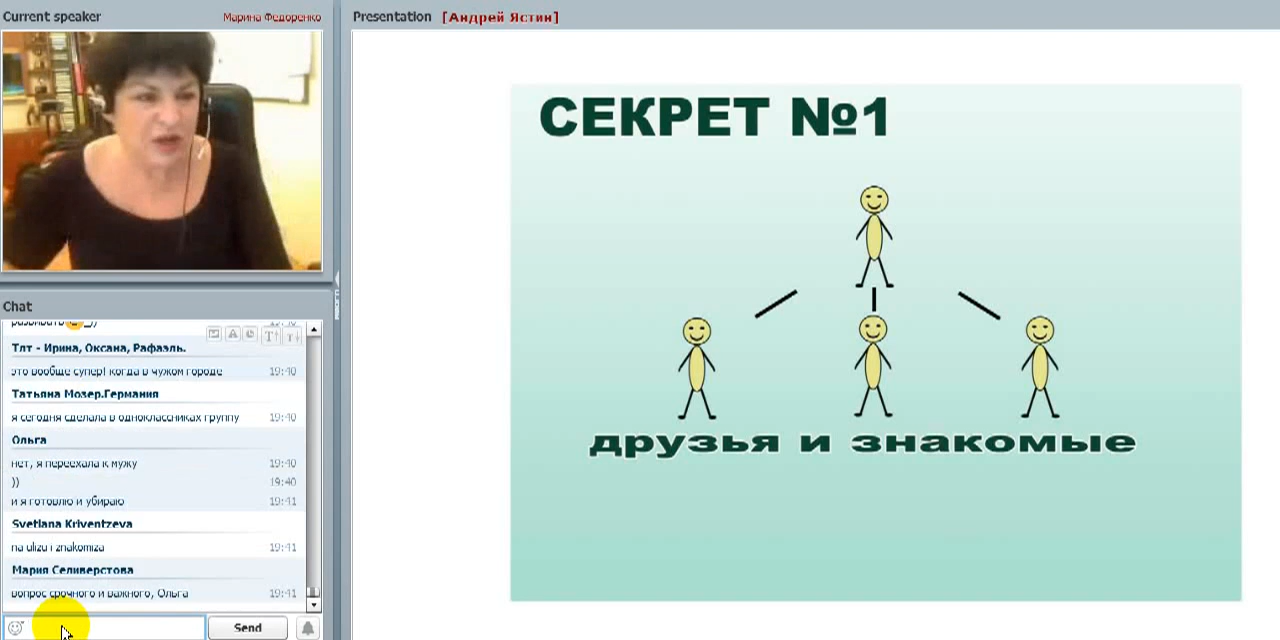 Current speaker
Марина Федоренко
Presentation [Андрей Ястин]
СЕКРЕТ №1
друзья и знакомые
Chat
19:40
Тлт - Ирина, Оксана, Рафаэль.
это вообще супер! когда в чужом городе 19:40
Татьяна Мозер.Германия
я сегодня сделала в одноклассниках группу 19:40
Ольга
нет, я переехала к мужу 19:40
)) 19:40
и я готовлю и убираю 19:41
Svetlana Kriventzeva
na ulizu i znakomiza 19:41
Мария Селиверстова
вопрос срочного и важного, Ольга 19:41
Send